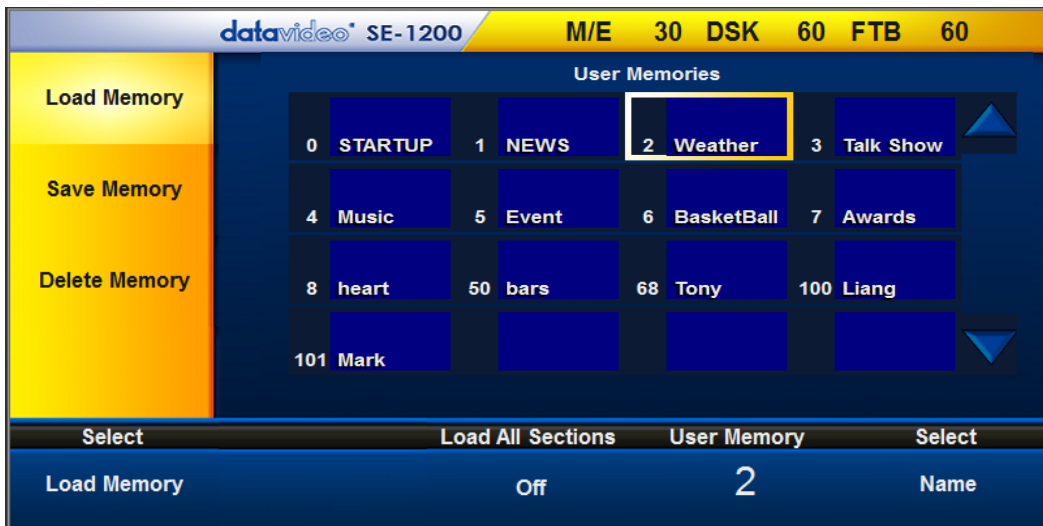 datavideo SE-1200 M/E 30 DSK 60 FTB 60
User Memories
Load Memory
Save Memory
Delete Memory
0 STARTUP 1 NEWS 2 Weather 3 Talk Show
4 Music 5 Event 6 BasketBall 7 Awards
8 heart 50 bars 68 Tony 100 Liang
101 Mark
Select Load All Sections User Memory Select
Load Memory Off 2 Name